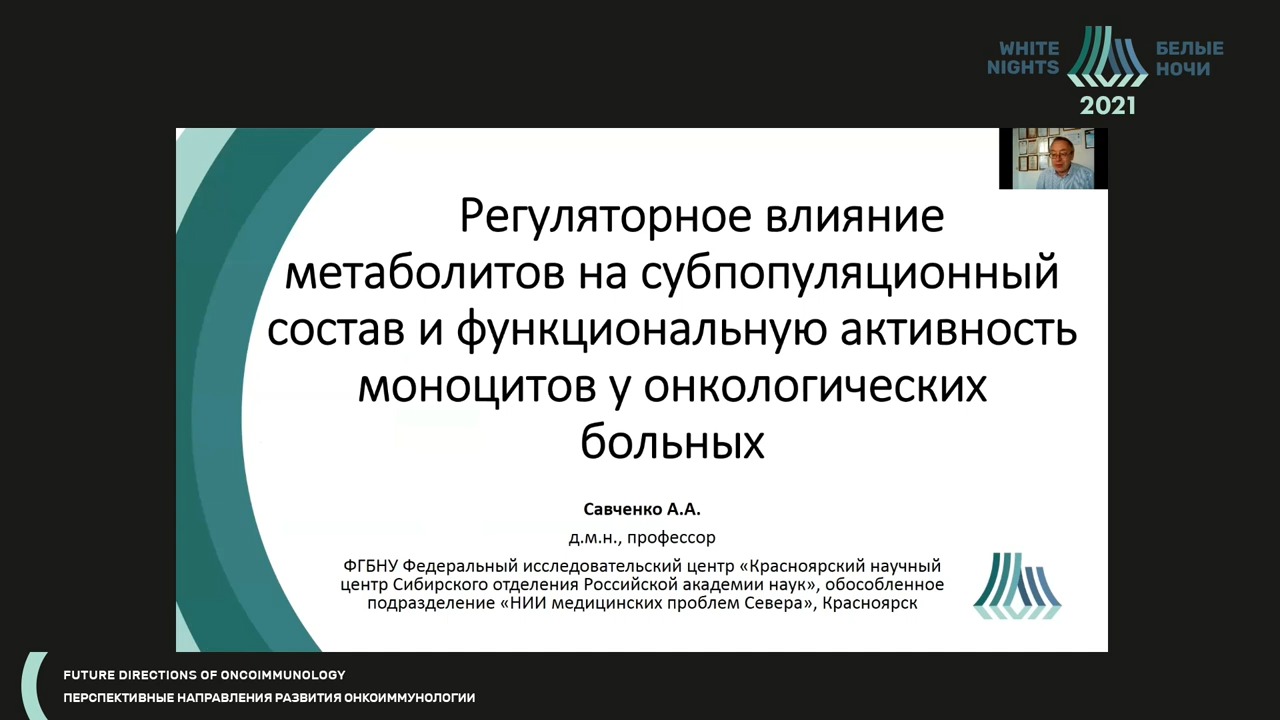 WHITE
NIGHTS
БЕЛЫЕ
НОЧИ
2021
Регуляторное влияние
метаболитов на субпопуляционный
состав и функциональную активность
моноцитов у онкологических
больных
Савченко А.А.
д.м.н., профессор
ФГБНУ Федеральный исследовательский центр «Красноярский научный
центр Сибирского отделения Российской академии наук», обособленное
подразделение «НИИ медицинских проблем Севера», Красноярск
FUTURE DIRECTIONS OF ONCOIMMUNOLOGY
ПЕРСПЕКТИВНЫЕ НАПРАВЛЕНИЯ РАЗВИТИЯ ОНКОИММУНОЛОГИИ